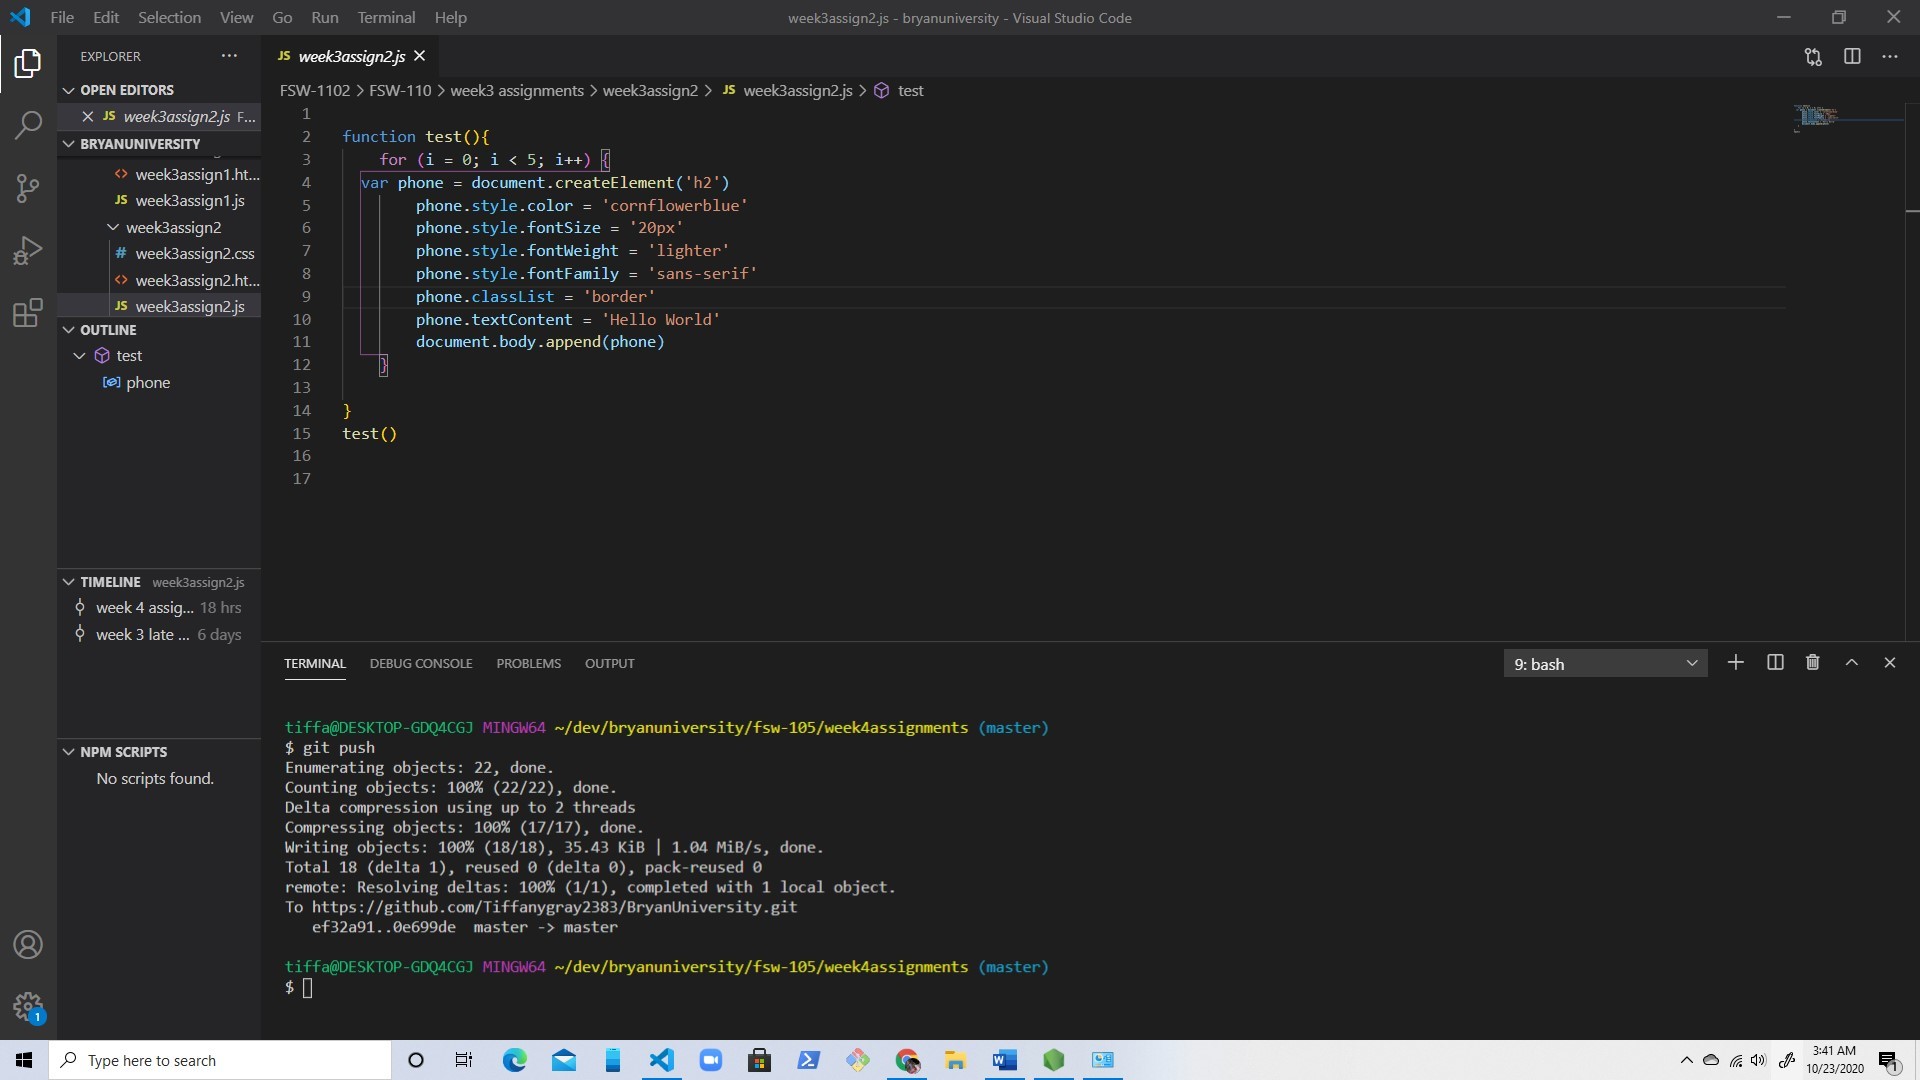 File Edit Selection View Go Run Terminal Help
week3assign2.js - bryanuniversity - Visual Studio Code
EXPLORER
OPEN EDITORS
JS week3assign2.js F...
BRYANUNIVERSITY
<> week3assign1.ht...
JS week3assign1.js
week3assign2
# week3assign2.css
<> week3assign2.ht...
JS week3assign2.js
OUTLINE
test
phone
TIMELINE week3assign2.js
week 4 assig... 18 hrs
week 3 late ... 6 days
NPM SCRIPTS
No scripts found.
1
JS week3assign2.js
FSW-1102 > FSW-110 > week3 assignments > week3assign2 > JS week3assign2.js > test
1
2 function test(){
3 for (i = 0; i < 5; i++) {
4 var phone = document.createElement('h2')
5 phone.style.color = 'cornflowerblue'
6 phone.style.fontSize = '20px'
7 phone.style.fontWeight = 'lighter'
8 phone.style.fontFamily = 'sans-serif'
9 phone.classList = 'border'
10 phone.textContent = 'Hello World'
11 document.body.append(phone)
12 }
13
14 }
15 test()
16
17
TERMINAL DEBUG CONSOLE PROBLEMS OUTPUT
9: bash
tiffa@DESKTOP-GDQ4CGJ MINGW64 ~/dev/bryanuniversity/fsw-105/week4assignments (master)
$ git push
Enumerating objects: 22, done.
Counting objects: 100% (22/22), done.
Delta compression using up to 2 threads
Compressing objects: 100% (17/17), done.
Writing objects: 100% (18/18), 35.43 KiB | 1.04 MiB/s, done.
Total 18 (delta 1), reused 0 (delta 0), pack-reused 0
remote: Resolving deltas: 100% (1/1), completed with 1 local object.
To https://github.com/Tiffanygray2383/BryanUniversity.git
ef32a91..0e699de master -> master
tiffa@DESKTOP-GDQ4CGJ MINGW64 ~/dev/bryanuniversity/fsw-105/week4assignments (master)
$
Type here to search
3:41 AM
10/23/2020
1